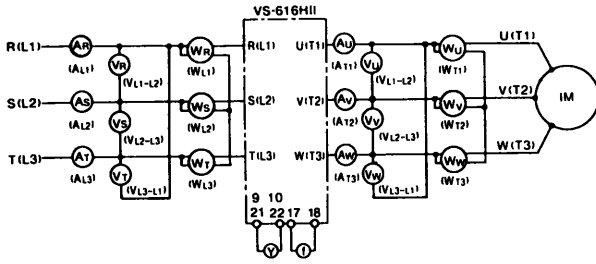 VS-616HII
R(L1) AR WR R(L1) U(T1) AU WU U(T1)
(AL1) VR (VL1-L2) (WL1) (AT1) VU (VL1-L2) (WT1)
S(L2) AS WS S(L2) V(T2) AV WV V(T2) IM
(AL2) VS (VL2-L3) (WL2) (AT2) VV (VL2-L3) (WT2)
T(L3) AT WT T(L3) W(T3) AW WW W(T3)
(AL3) VT (VL3-L1) (WL3) (AT3) VW (VL3-L1) (WT3)
9 10
21 22 17 18
Y f